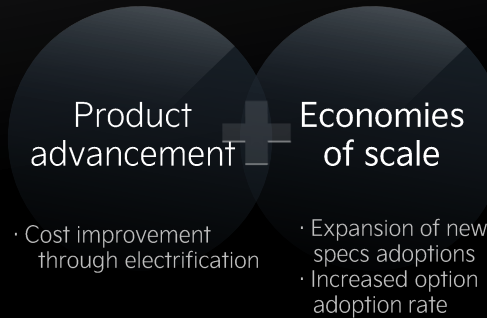 Product
advancement
Economies
of scale
· Cost improvement
through electrification
· Expansion of new
specs adoptions
· Increased option
adoption rate